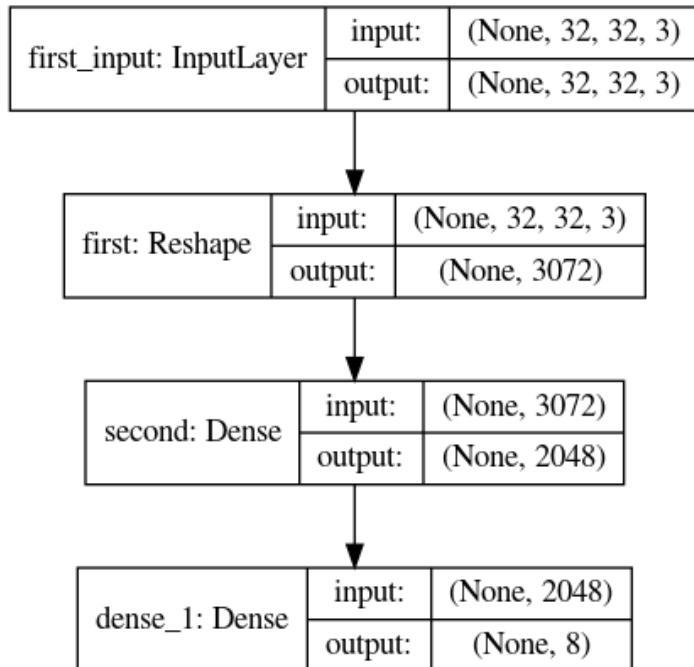 first_input: InputLayer
input:
(None, 32, 32, 3)
output:
(None, 32, 32, 3)
first: Reshape
input:
(None, 32, 32, 3)
output:
(None, 3072)
second: Dense
input:
(None, 3072)
output:
(None, 2048)
dense_1: Dense
input:
(None, 2048)
output:
(None, 8)